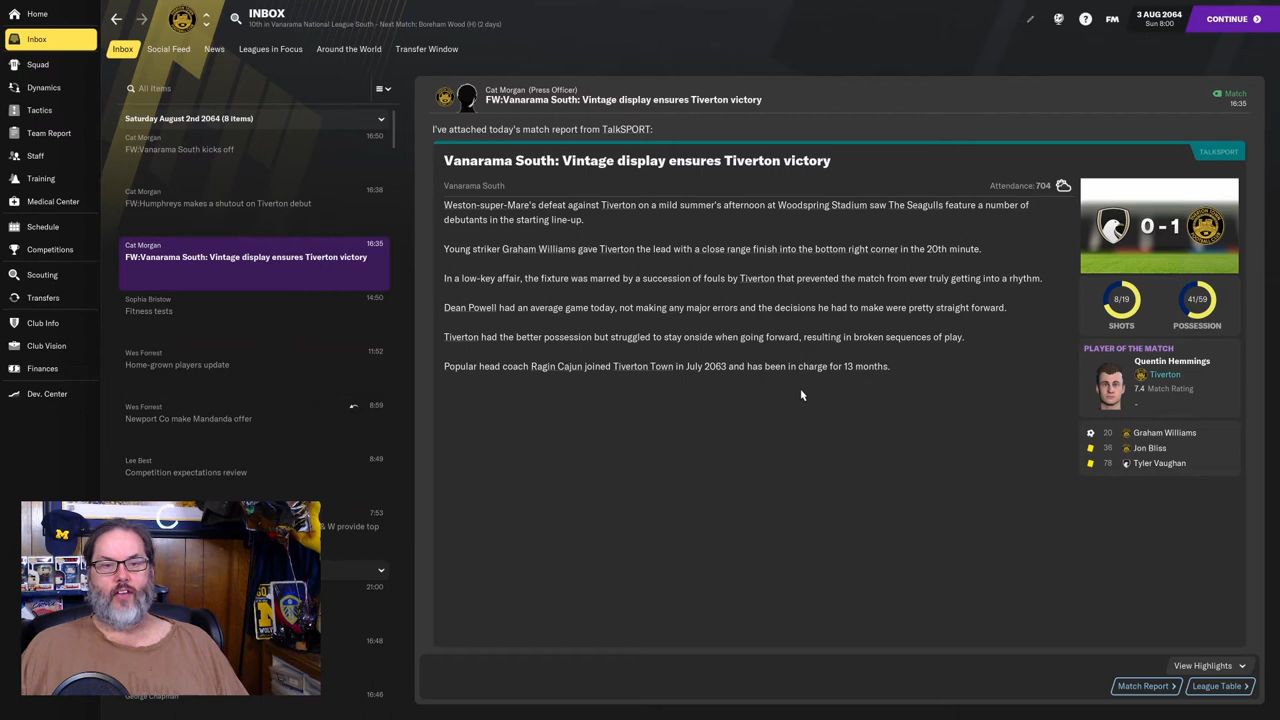 Home
Inbox
Squad
Dynamics
Tactics
Team Report
Staff
Training
Medical Center
Schedule
Competitions
Scouting
Transfers
Club Info
Club Vision
Finances
Dev. Center
INBOX
10th in Vanarama National League South - Next Match: Boreham Wood (H) (2 days)
FM
3 AUG 2064
Sun 8:00
CONTINUE
Inbox
Social Feed
News
Leagues in Focus
Around the World
Transfer Window
All Items
Saturday August 2nd 2064 (8 items)
Cat Morgan
16:50
FW:Vanarama South kicks off
Cat Morgan
16:38
FW:Humphreys makes a shutout on Tiverton debut
Cat Morgan
16:35
FW:Vanarama South: Vintage display ensures Tiverton victory
Sophia Bristow
14:50
Fitness tests
Wes Forrest
11:52
Home-grown players update
Wes Forrest
8:59
Newport Co make Mandanda offer
Lee Best
8:49
Competition expectations review
7:53
& W provide top
21:00
16:48
George Chapman
16:46
Cat Morgan (Press Officer)
FW:Vanarama South: Vintage display ensures Tiverton victory
Match
16:35
I've attached today's match report from TalkSPORT:
Vanarama South: Vintage display ensures Tiverton victory
TALKSPORT
Vanarama South
Attendance: 704
Weston-super-Mare's defeat against Tiverton on a mild summer's afternoon at Woodspring Stadium saw The Seagulls feature a number of
debutants in the starting line-up.
Young striker Graham Williams gave Tiverton the lead with a close range finish into the bottom right corner in the 20th minute.
In a low-key affair, the fixture was marred by a succession of fouls by Tiverton that prevented the match from ever truly getting into a rhythm.
Dean Powell had an average game today, not making any major errors and the decisions he had to make were pretty straight forward.
Tiverton had the better possession but struggled to stay onside when going forward, resulting in broken sequences of play.
Popular head coach Ragin Cajun joined Tiverton Town in July 2063 and has been in charge for 13 months.
0 - 1
8/19
SHOTS
41/59
POSSESSION
PLAYER OF THE MATCH
Quentin Hemmings
Tiverton
7.4 Match Rating
-
20 Graham Williams
36 Jon Bliss
78 Tyler Vaughan
View Highlights
Match Report
League Table